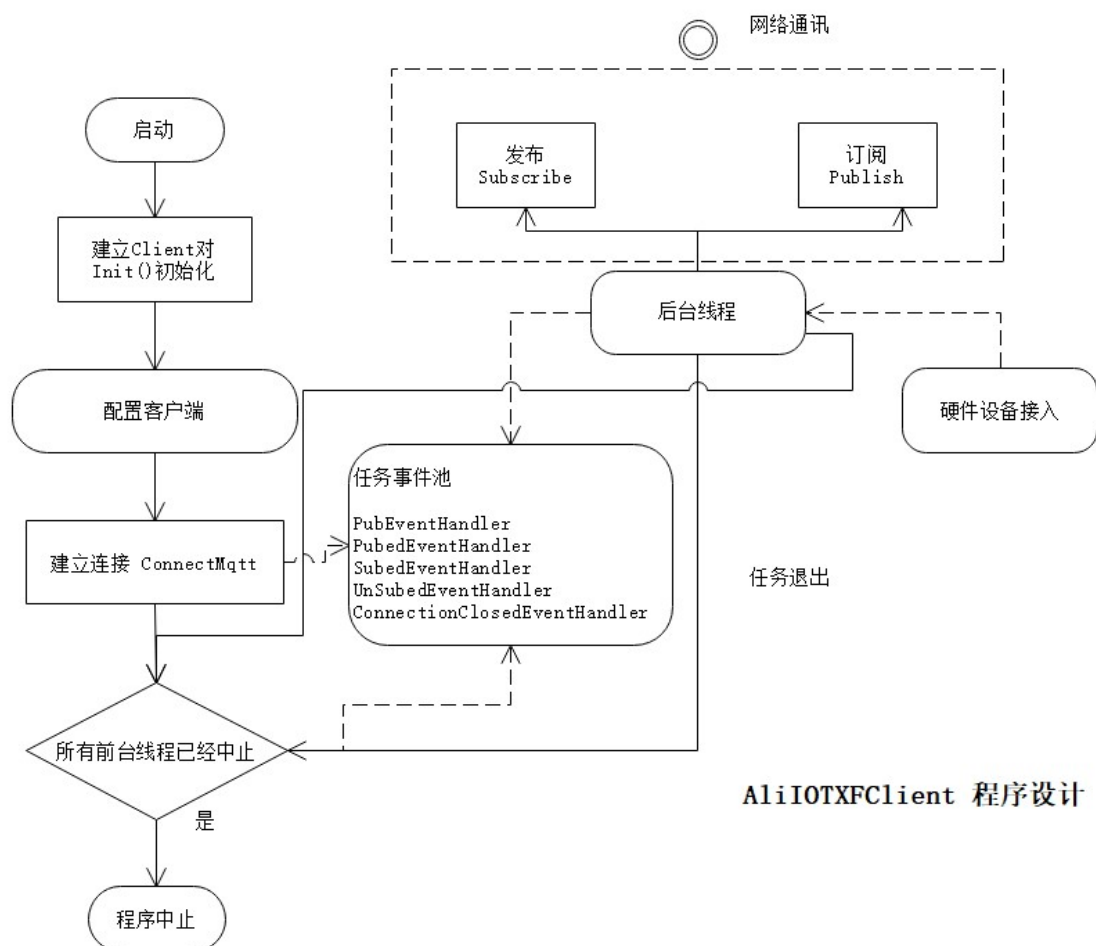 网络通讯
启动
发布
Subscribe
订阅
Publish
建立Client对
Init()初始化
后台线程
配置客户端
硬件设备接入
任务事件池
PubEventHandler
PubedEventHandler
SubedEventHandler
UnSubedEventHandler
ConnectionClosedEventHandler
建立连接 ConnectMqtt
任务退出
所有前台线程已经中止
AliIOTXFClient 程序设计
是
程序中止